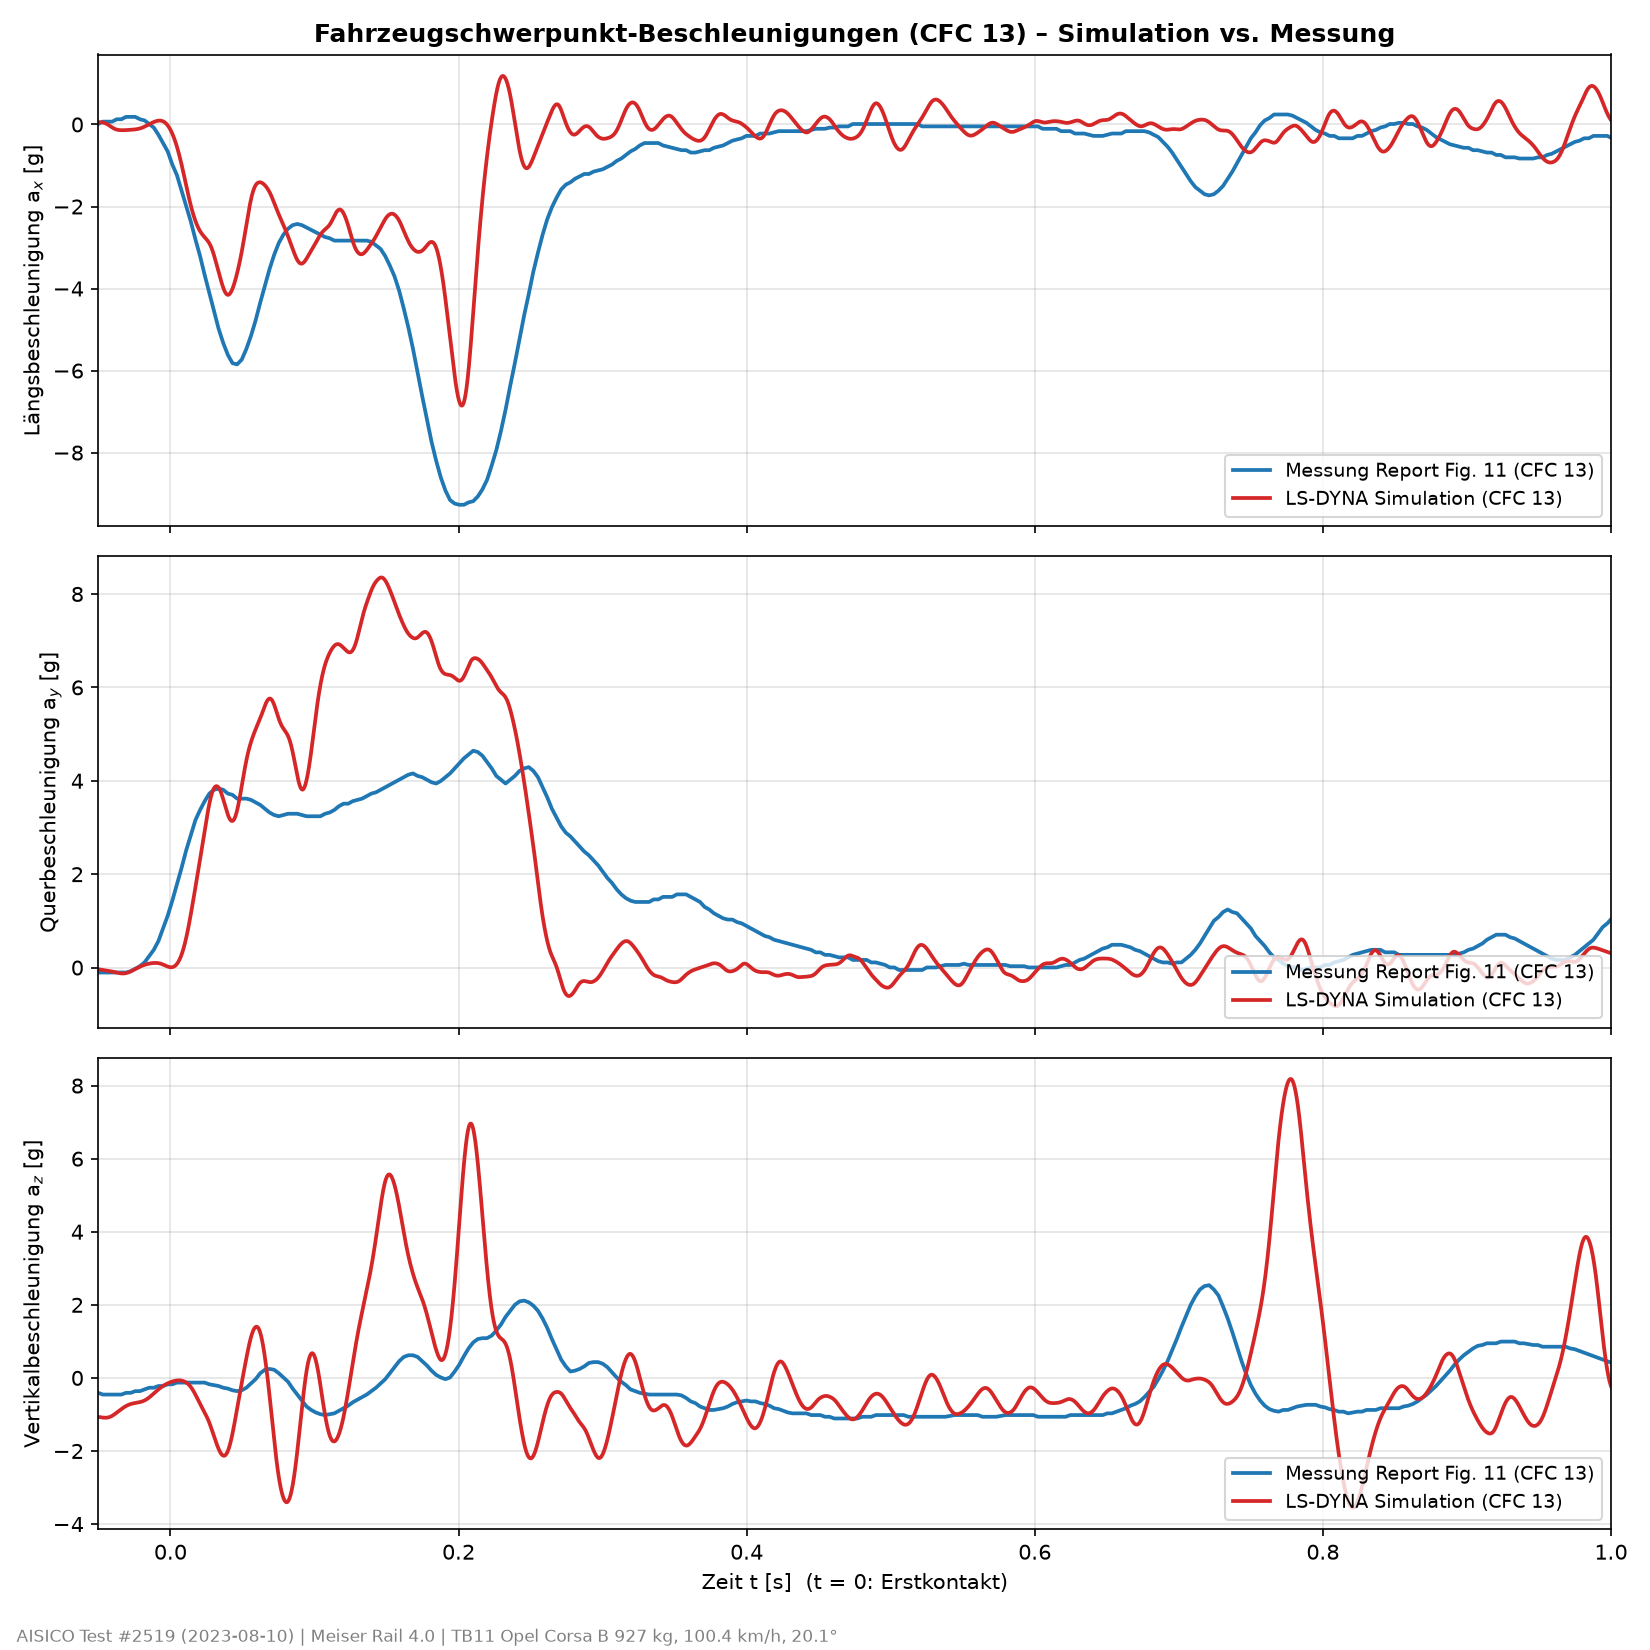 Fahrzeugschwerpunkt-Beschleunigungen (CFC 13) – Simulation vs. Messung
Längsbeschleunigung aₓ [g]
0
−2
−4
−6
−8
Messung Report Fig. 11 (CFC 13)
LS-DYNA Simulation (CFC 13)
Querbeschleunigung a_y [g]
8
6
4
2
0
Messung Report Fig. 11 (CFC 13)
LS-DYNA Simulation (CFC 13)
Vertikalbeschleunigung a_z [g]
8
6
4
2
0
−2
−4
Messung Report Fig. 11 (CFC 13)
LS-DYNA Simulation (CFC 13)
0.0 0.2 0.4 0.6 0.8 1.0
Zeit t [s]  (t = 0: Erstkontakt)
AISICO Test #2519 (2023-08-10) | Meiser Rail 4.0 | TB11 Opel Corsa B 927 kg, 100.4 km/h, 20.1°